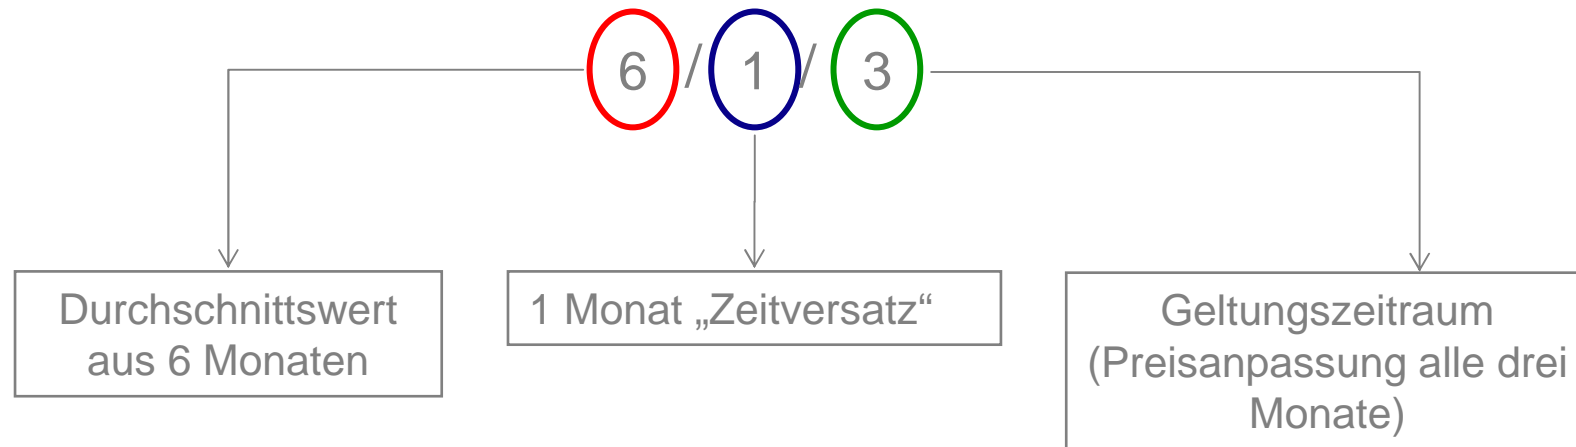 6 / 1 / 3
Durchschnittswert
aus 6 Monaten
1 Monat „Zeitversatz“
Geltungszeitraum
(Preisanpassung alle drei
Monate)